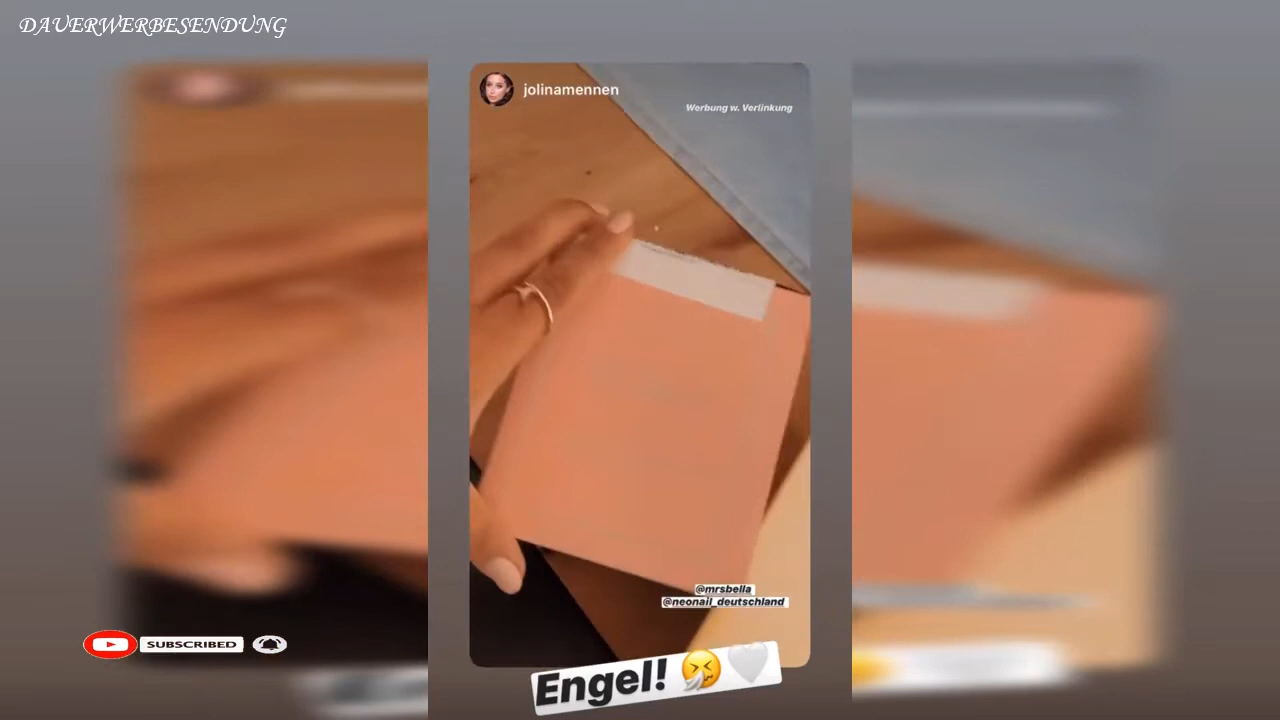 DAUERWERBESENDUNG
jolinamennen
Werbung w. Verlinkung
@mrsbella
@neonail_deutschland
SUBSCRIBED
Engel! 🤧🤍